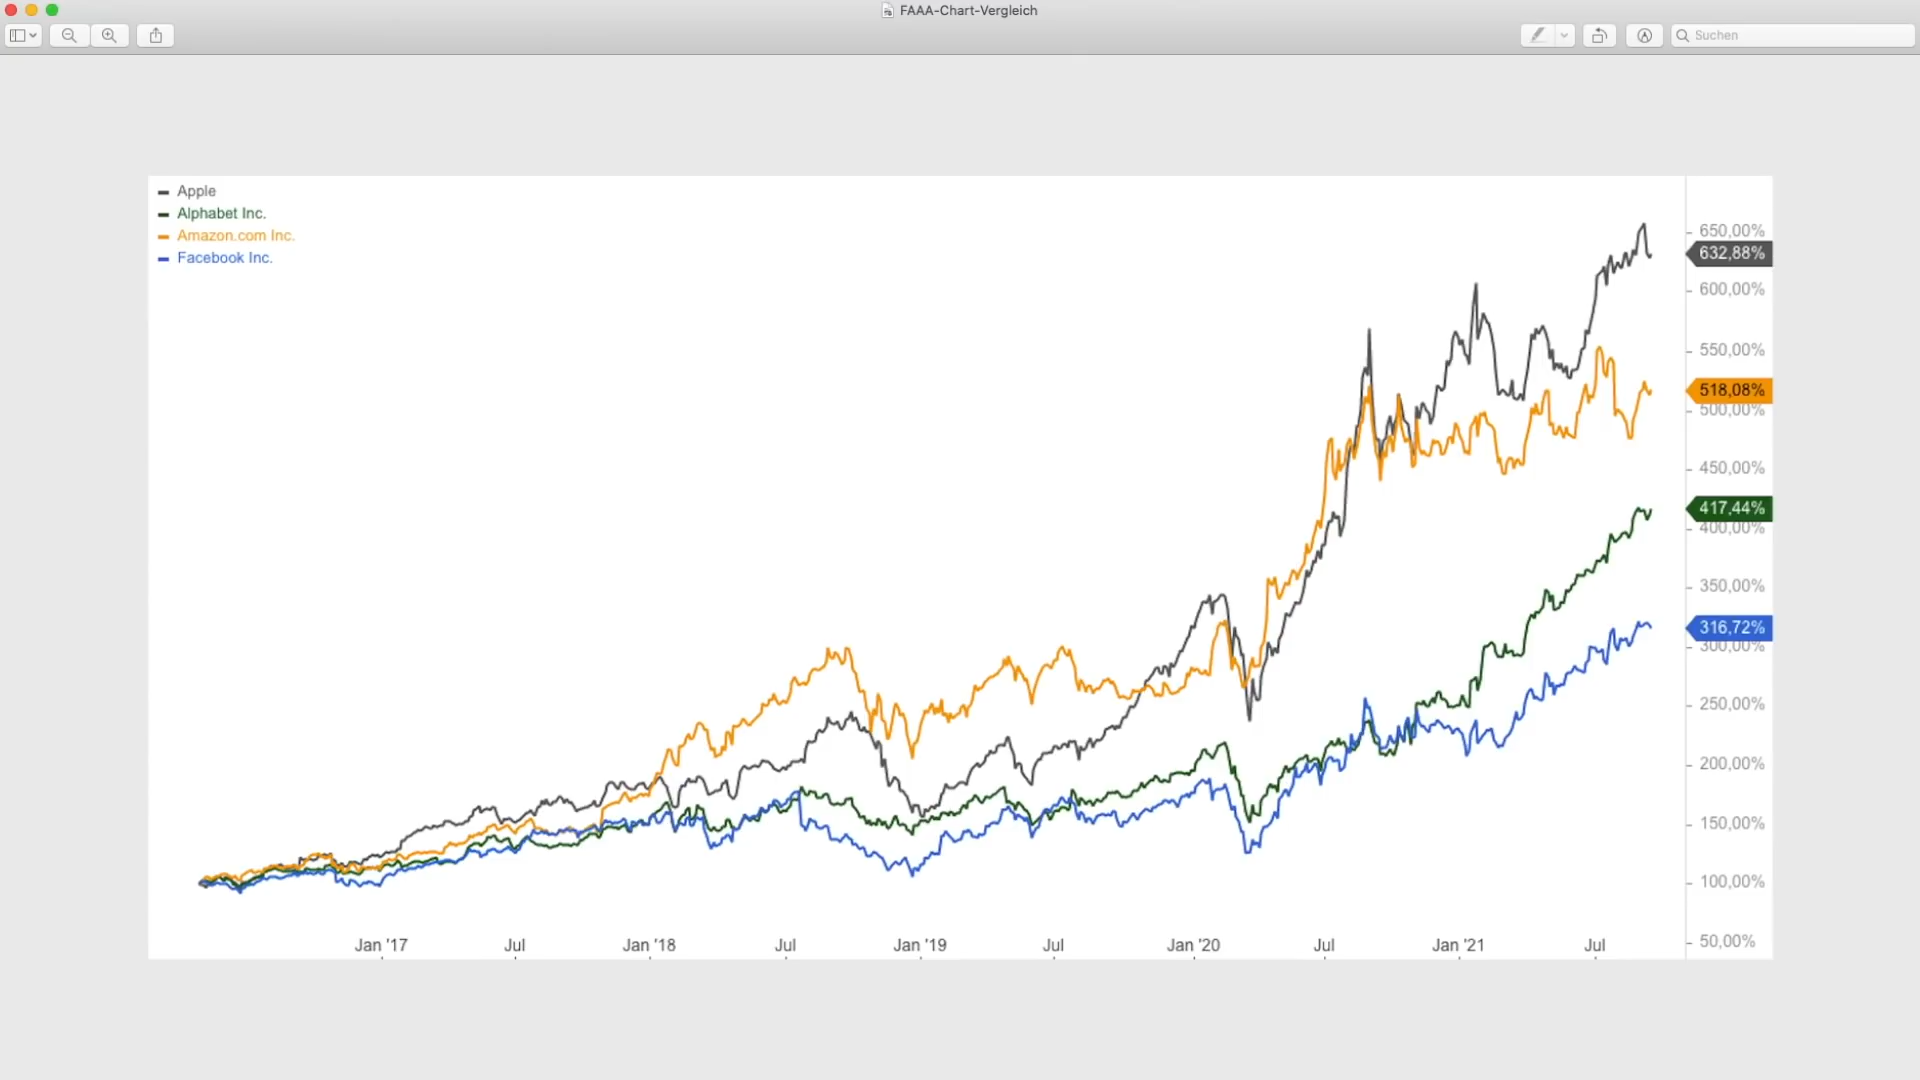 FAAA-Chart-Vergleich
Suchen
Apple
Alphabet Inc.
Amazon.com Inc.
Facebook Inc.
650,00%
632,88%
600,00%
550,00%
518,08%
500,00%
450,00%
417,44%
400,00%
350,00%
316,72%
300,00%
250,00%
200,00%
150,00%
100,00%
50,00%
Jan '17 Jul Jan '18 Jul Jan '19 Jul Jan '20 Jul Jan '21 Jul